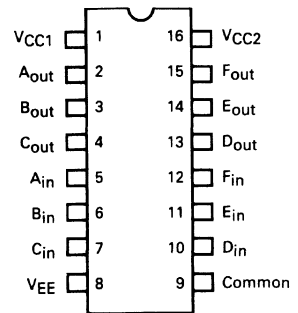 VCC1 1 16 VCC2
Aout 2 15 Fout
Bout 3 14 Eout
Cout 4 13 Dout
Ain 5 12 Fin
Bin 6 11 Ein
Cin 7 10 Din
VEE 8 9 Common